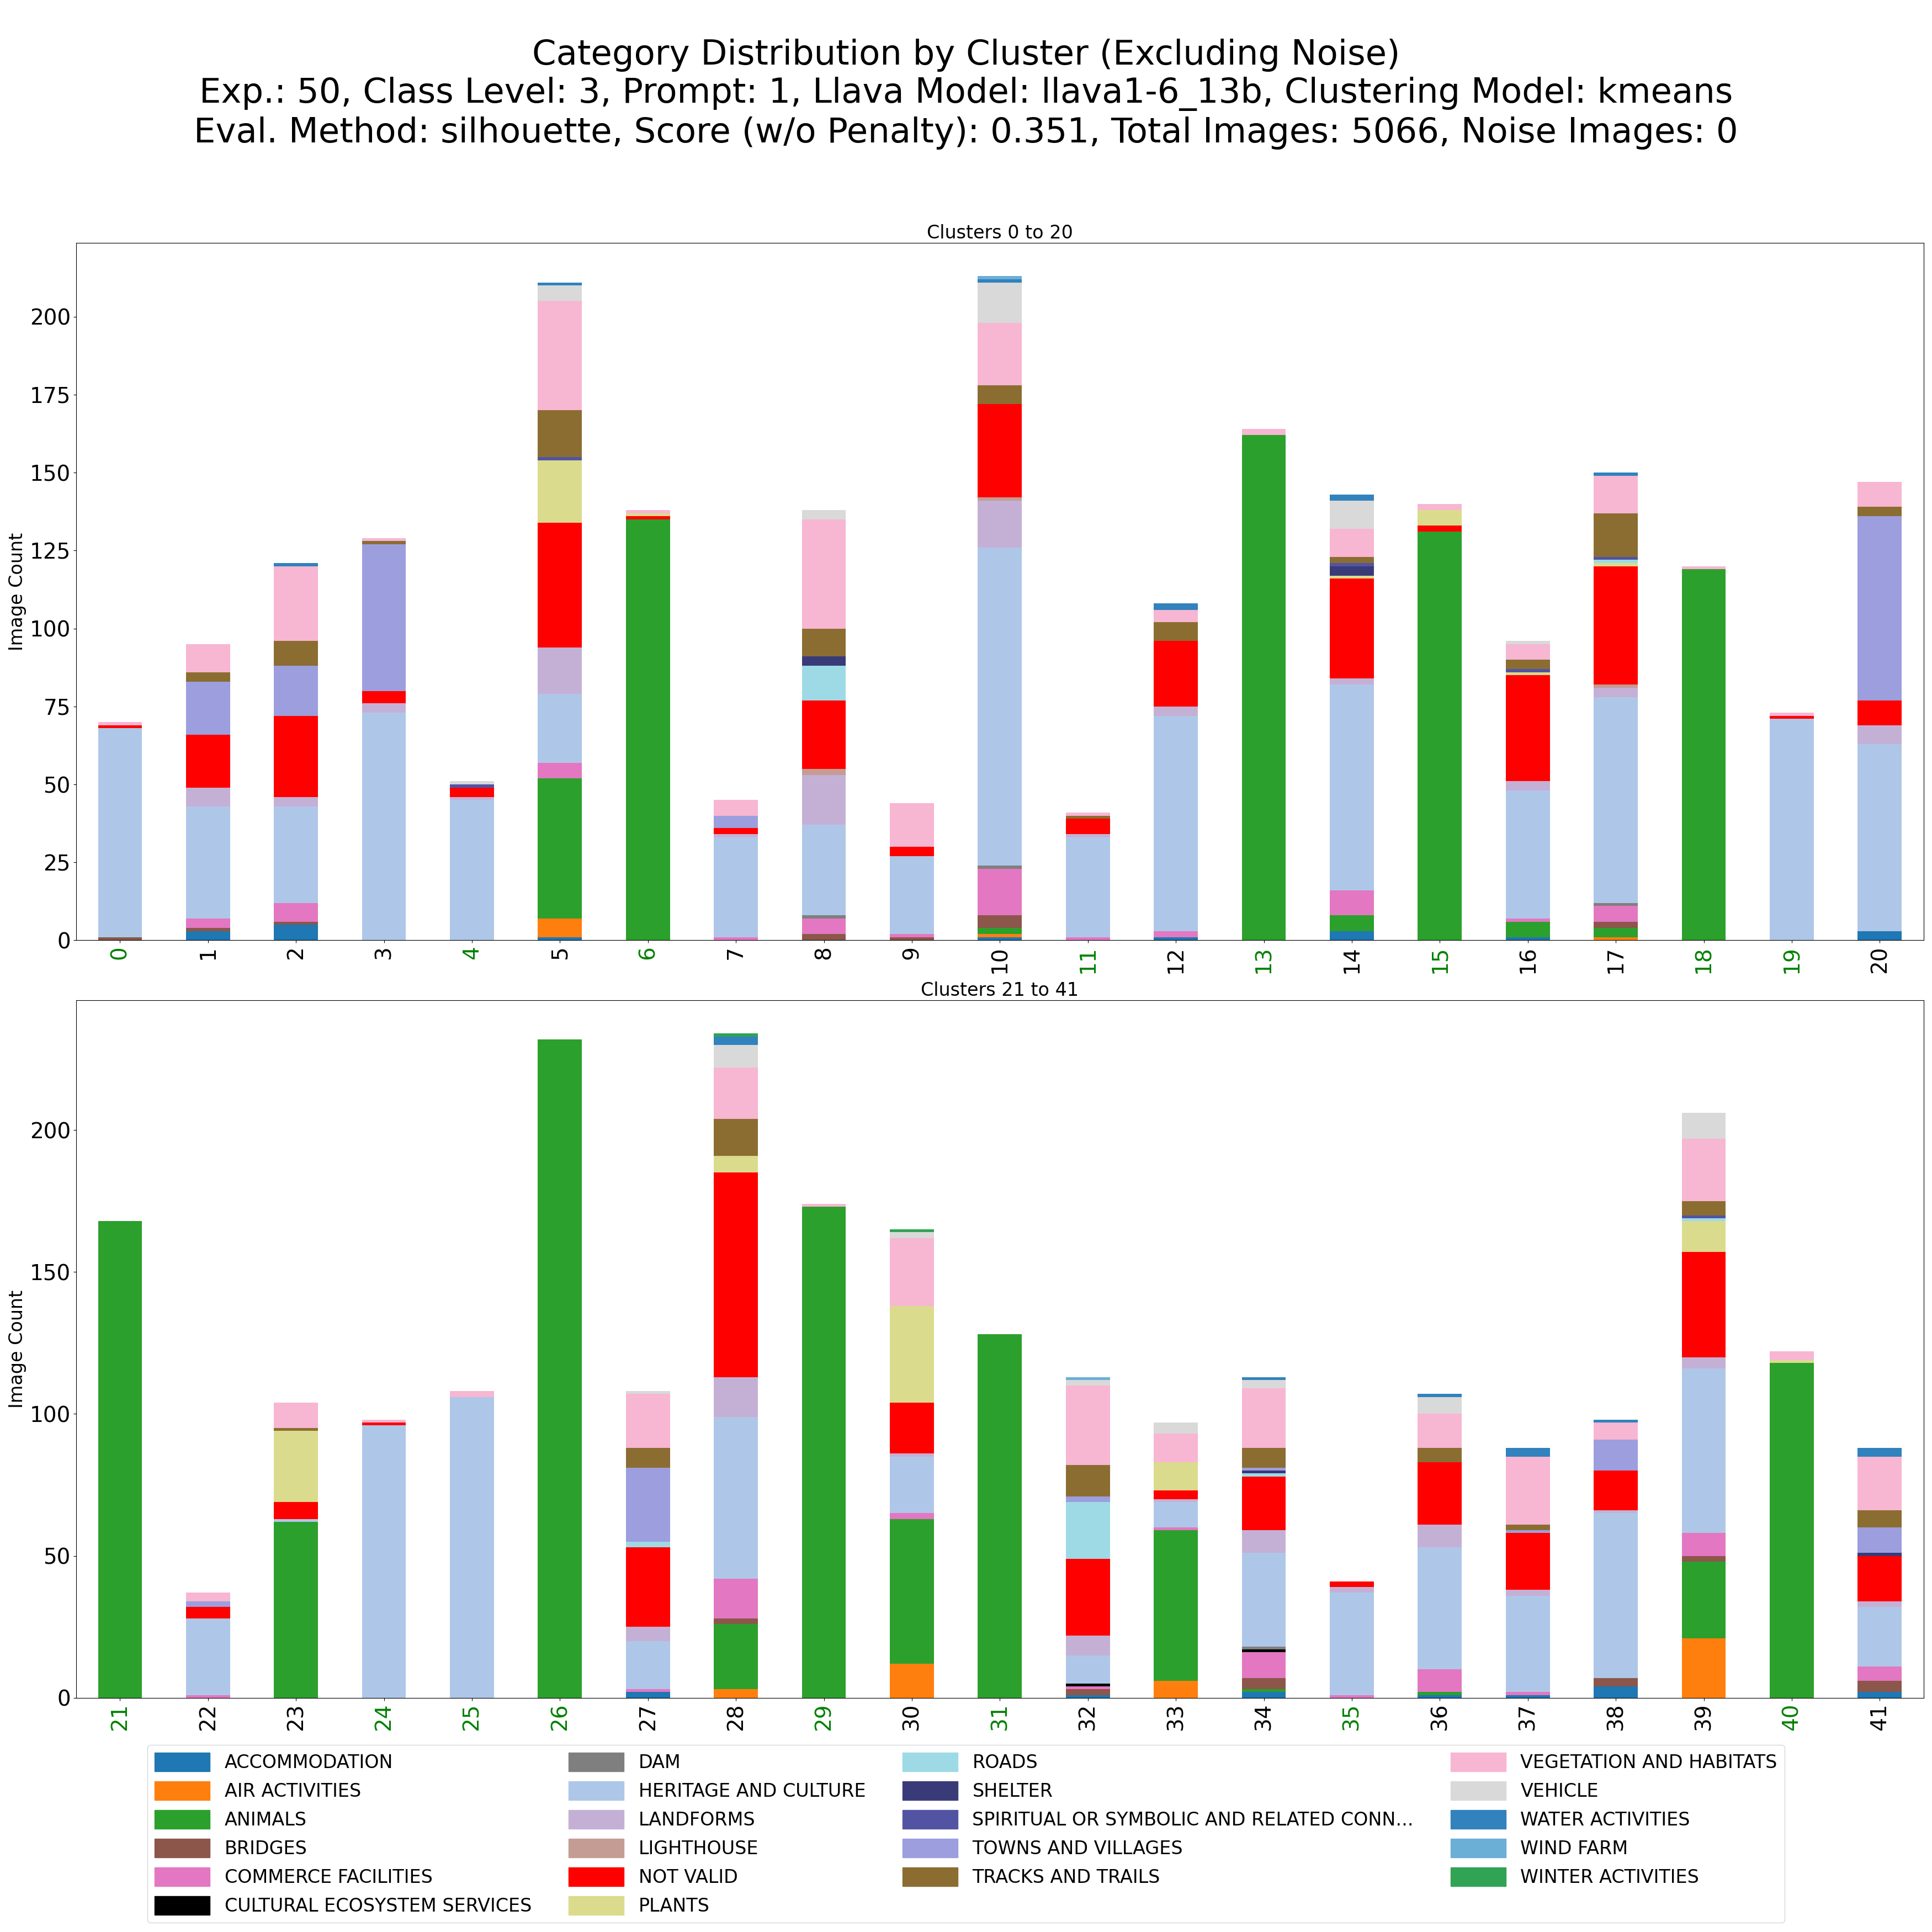 Category Distribution by Cluster (Excluding Noise)
Exp.: 50, Class Level: 3, Prompt: 1, Llava Model: llava1-6_13b, Clustering Model: kmeans
Eval. Method: silhouette, Score (w/o Penalty): 0.351, Total Images: 5066, Noise Images: 0
Clusters 0 to 20
Image Count
200
175
150
125
100
75
50
25
0
0 1 2 3 4 5 6 7 8 9 10 11 12 13 14 15 16 17 18 19 20
Clusters 21 to 41
Image Count
200
150
100
50
0
21 22 23 24 25 26 27 28 29 30 31 32 33 34 35 36 37 38 39 40 41
ACCOMMODATION
AIR ACTIVITIES
ANIMALS
BRIDGES
COMMERCE FACILITIES
CULTURAL ECOSYSTEM SERVICES
DAM
HERITAGE AND CULTURE
LANDFORMS
LIGHTHOUSE
NOT VALID
PLANTS
ROADS
SHELTER
SPIRITUAL OR SYMBOLIC AND RELATED CONN...
TOWNS AND VILLAGES
TRACKS AND TRAILS
VEGETATION AND HABITATS
VEHICLE
WATER ACTIVITIES
WIND FARM
WINTER ACTIVITIES